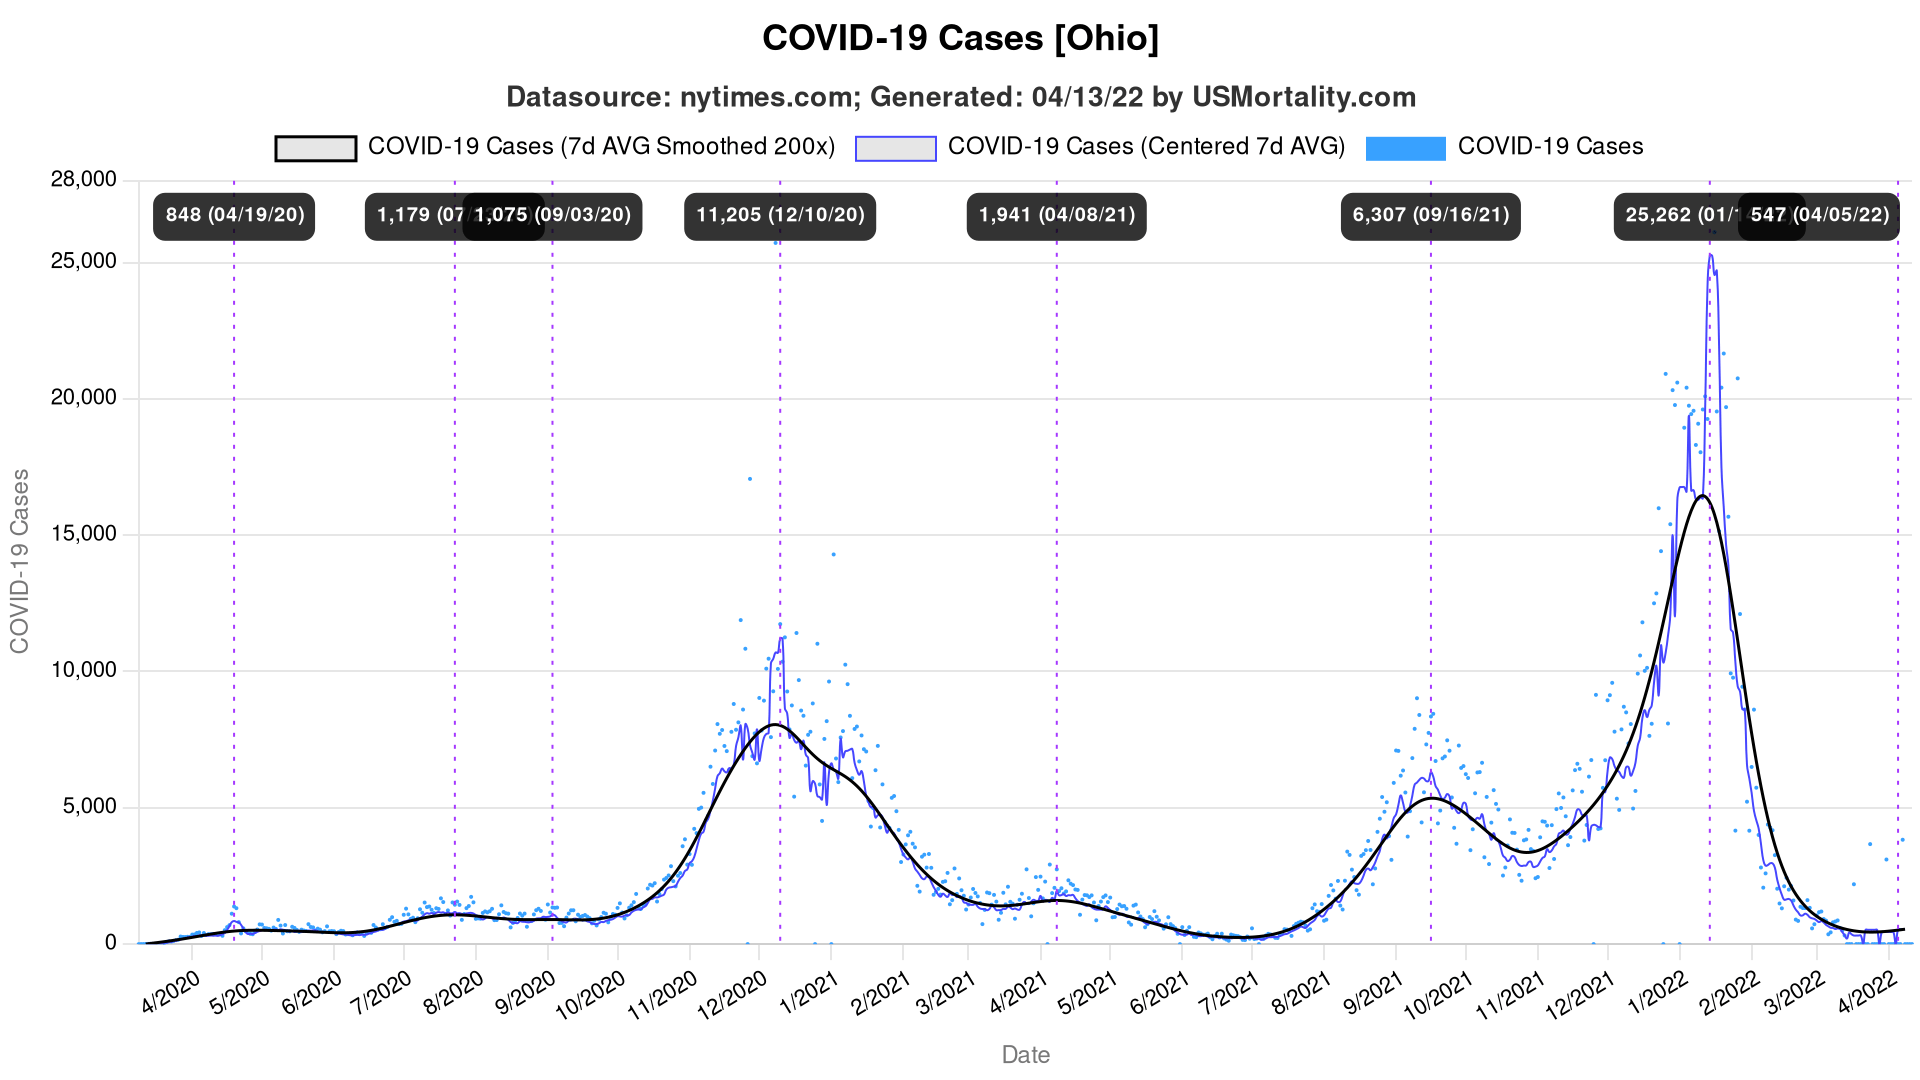 COVID-19 Cases [Ohio]
Datasource: nytimes.com; Generated: 04/13/22 by USMortality.com
COVID-19 Cases (7d AVG Smoothed 200x) COVID-19 Cases (Centered 7d AVG) COVID-19 Cases
28,000
848 (04/19/20) 1,179 (07/ 1,075 (09/03/20) 11,205 (12/10/20) 1,941 (04/08/21) 6,307 (09/16/21) 25,262 (01/ 547 (04/05/22)
25,000
20,000
15,000
10,000
5,000
0
COVID-19 Cases
4/2020 5/2020 6/2020 7/2020 8/2020 9/2020 10/2020 11/2020 12/2020 1/2021 2/2021 3/2021 4/2021 5/2021 6/2021 7/2021 8/2021 9/2021 10/2021 11/2021 12/2021 1/2022 2/2022 3/2022 4/2022
Date